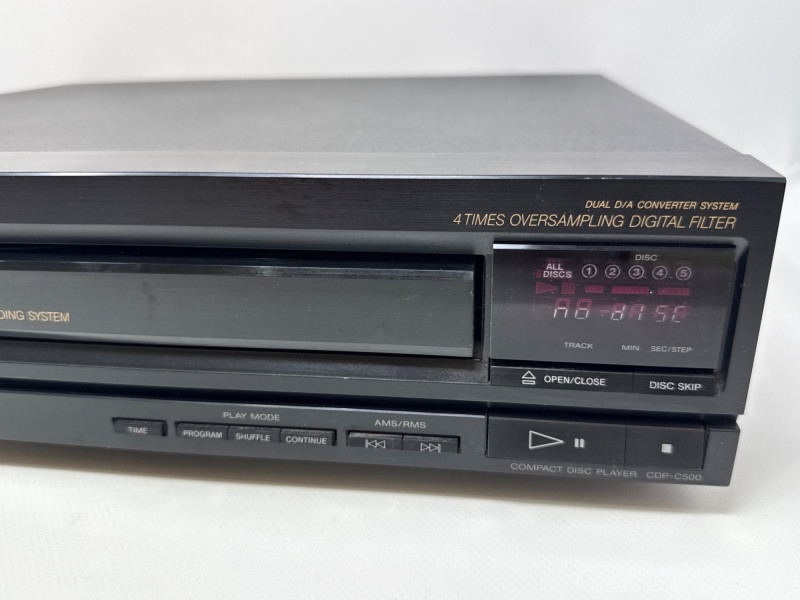 DUAL D/A CONVERTER SYSTEM
4 TIMES OVERSAMPLING DIGITAL FILTER
DISC
ALL DISCS 1 2 3 4 5
DING SYSTEM
TRACK MIN SEC/STEP
OPEN/CLOSE DISC SKIP
PLAY MODE AMS/RMS
TIME PROGRAM SHUFFLE CONTINUE
COMPACT DISC PLAYER CDP-C500